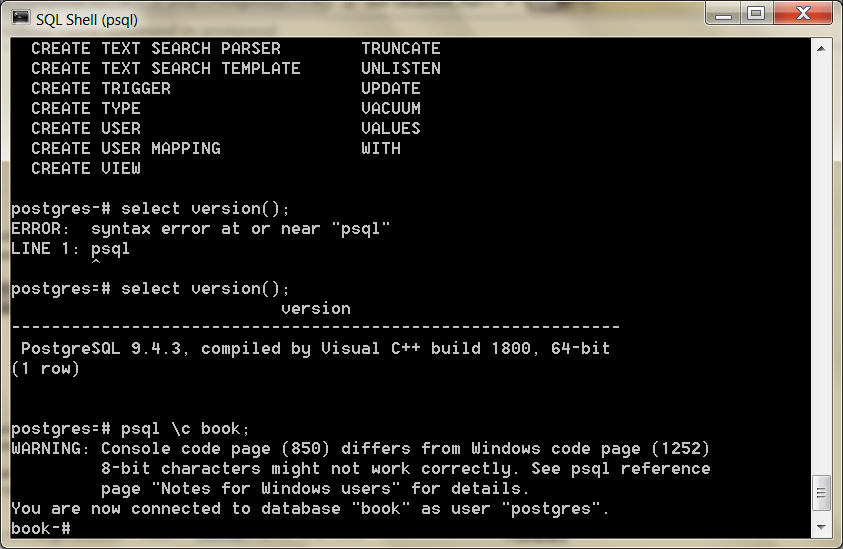 SQL Shell (psql)
CREATE TEXT SEARCH PARSER TRUNCATE
CREATE TEXT SEARCH TEMPLATE UNLISTEN
CREATE TRIGGER UPDATE
CREATE TYPE VACUUM
CREATE USER VALUES
CREATE USER MAPPING WITH
CREATE VIEW
postgres-# select version();
ERROR:  syntax error at or near "psql"
LINE 1: psql
^
postgres=# select version();
version
-------------------------------------------------------------
PostgreSQL 9.4.3, compiled by Visual C++ build 1800, 64-bit
(1 row)
postgres=# psql \c book;
WARNING: Console code page (850) differs from Windows code page (1252)
8-bit characters might not work correctly. See psql reference
page "Notes for Windows users" for details.
You are now connected to database "book" as user "postgres".
book-#